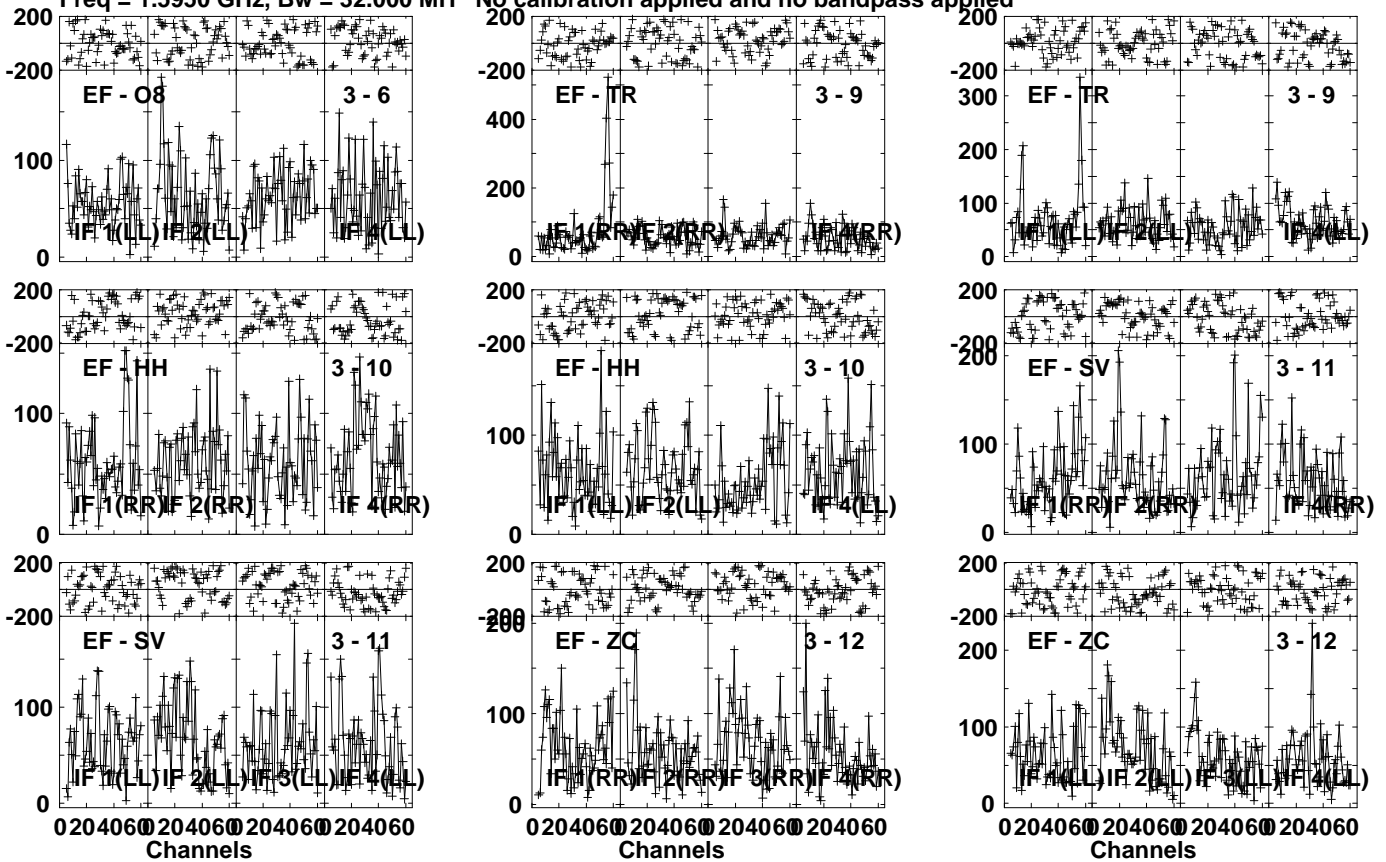 Freq = 1.5950 GHz, Bw = 32.000 MH No calibration applied and no bandpass applied
200
-200
EF - O8
3 - 6
100
0
IF 1(LL) IF 2(LL) IF 4(LL)
200
-200
EF - TR
3 - 9
400
200
0
IF 1(RR) IF 2(RR) IF 4(RR)
200
-200
EF - TR
3 - 9
300
200
100
0
IF 1(LL) IF 2(LL) IF 4(LL)
200
-200
EF - HH
3 - 10
100
0
IF 1(RR) IF 2(RR) IF 4(RR)
200
-200
EF - HH
3 - 10
100
0
IF 1(LL) IF 2(LL) IF 4(LL)
200
-200
200
EF - SV
3 - 11
100
0
IF 1(RR) IF 2(RR) IF 4(RR)
200
-200
EF - SV
3 - 11
100
0
IF 1(LL) IF 2(LL) IF 3(LL) IF 4(LL)
0 20 40 60 0 20 40 60 0 20 40 60 0 20 40 60
Channels
200
-200
200
EF - ZC
3 - 12
100
0
IF 1(RR) IF 2(RR) IF 3(RR) IF 4(RR)
0 20 40 60 0 20 40 60 0 20 40 60 0 20 40 60
Channels
200
-200
EF - ZC
3 - 12
200
100
0
IF 1(LL) IF 2(LL) IF 3(LL) IF 4(LL)
0 20 40 60 0 20 40 60 0 20 40 60 0 20 40 60
Channels